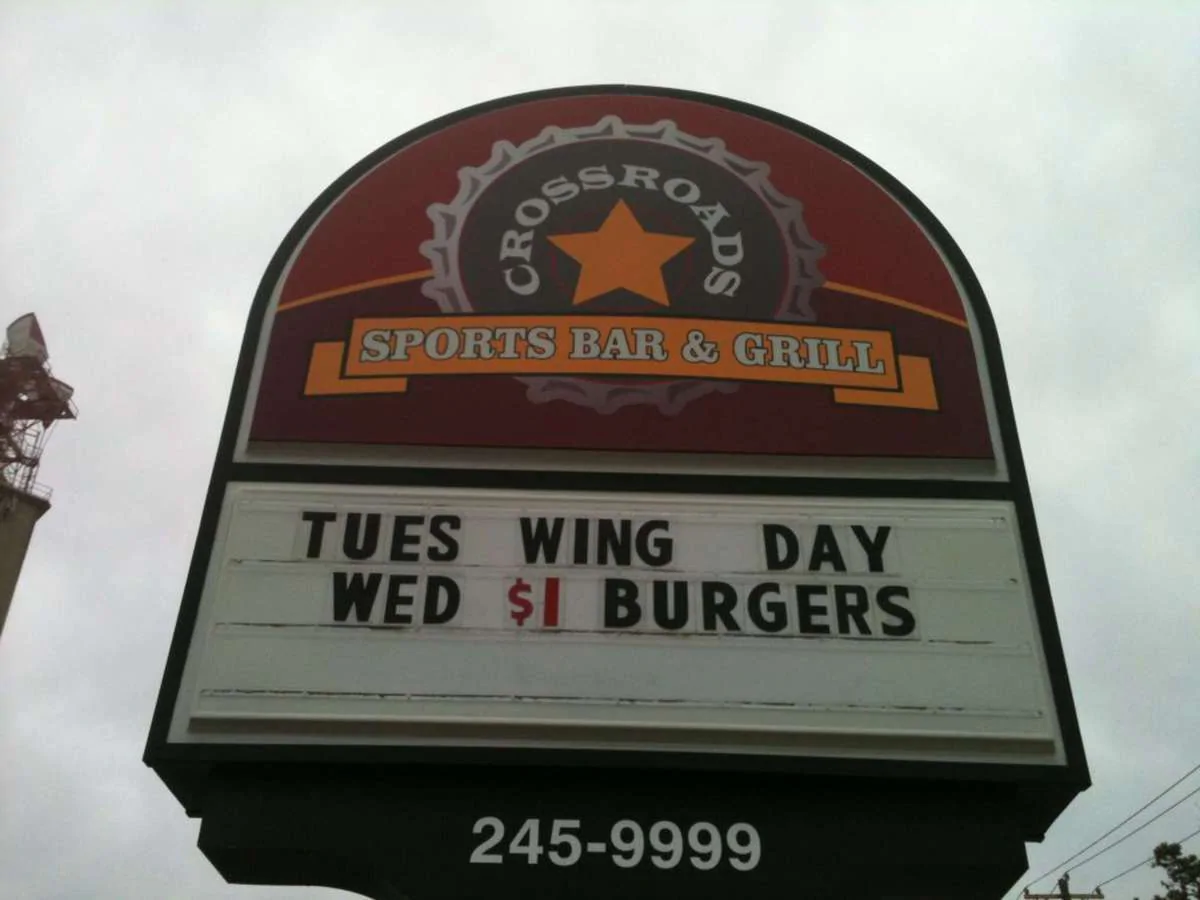 CROSSROADS
SPORTS BAR & GRILL
TUES WING DAY
WED $1 BURGERS
245-9999